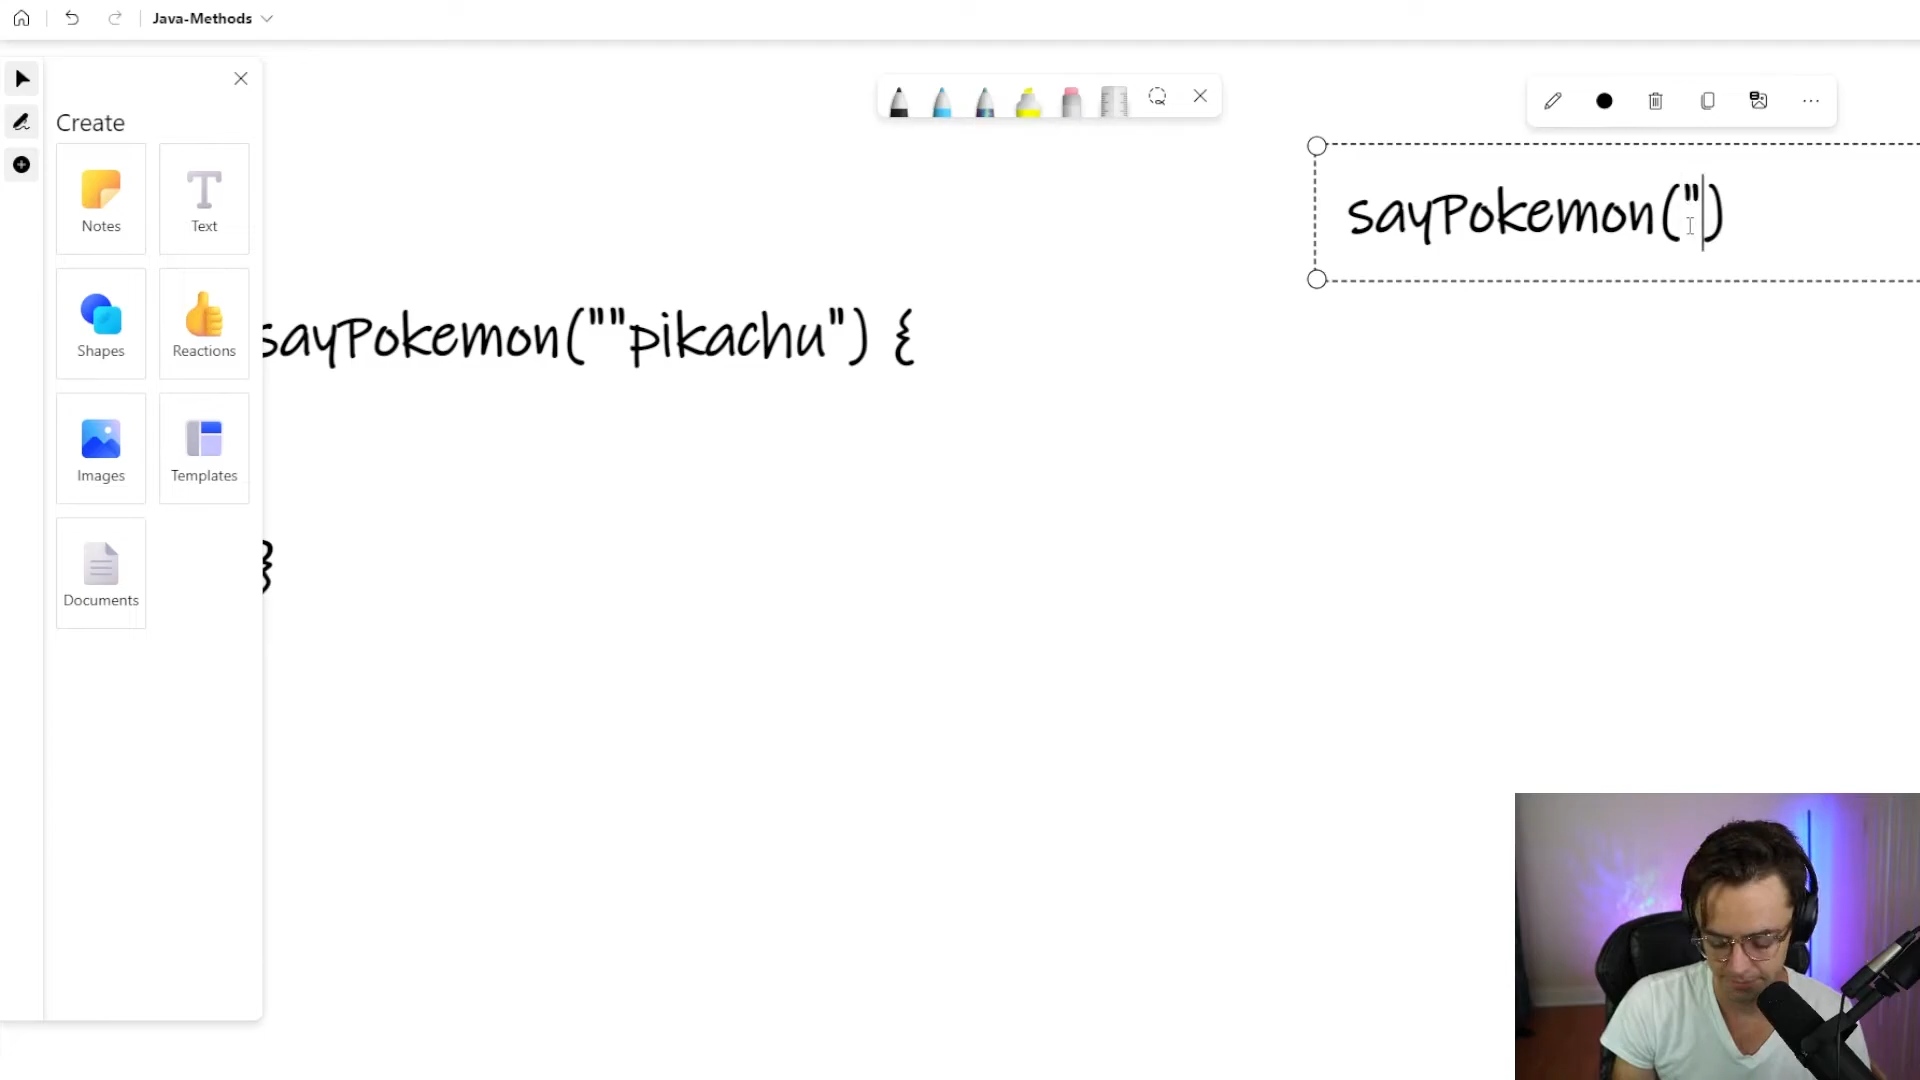 Java-Methods
Create
Notes
Text
Shapes
Reactions
Images
Templates
Documents
sayPokemon(")
sayPokemon(""pikachu") {
}